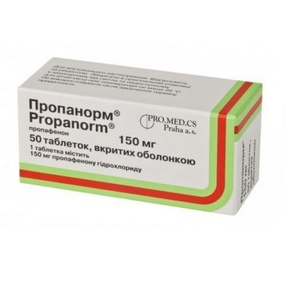 Пропанорм®
Propanorm®
пропафенон
150 мг
50 таблеток, вкритих оболонкою
1 таблетка містить
150 мг пропафенону гідрохлориду
PRO.MED.CS
Praha a.s.